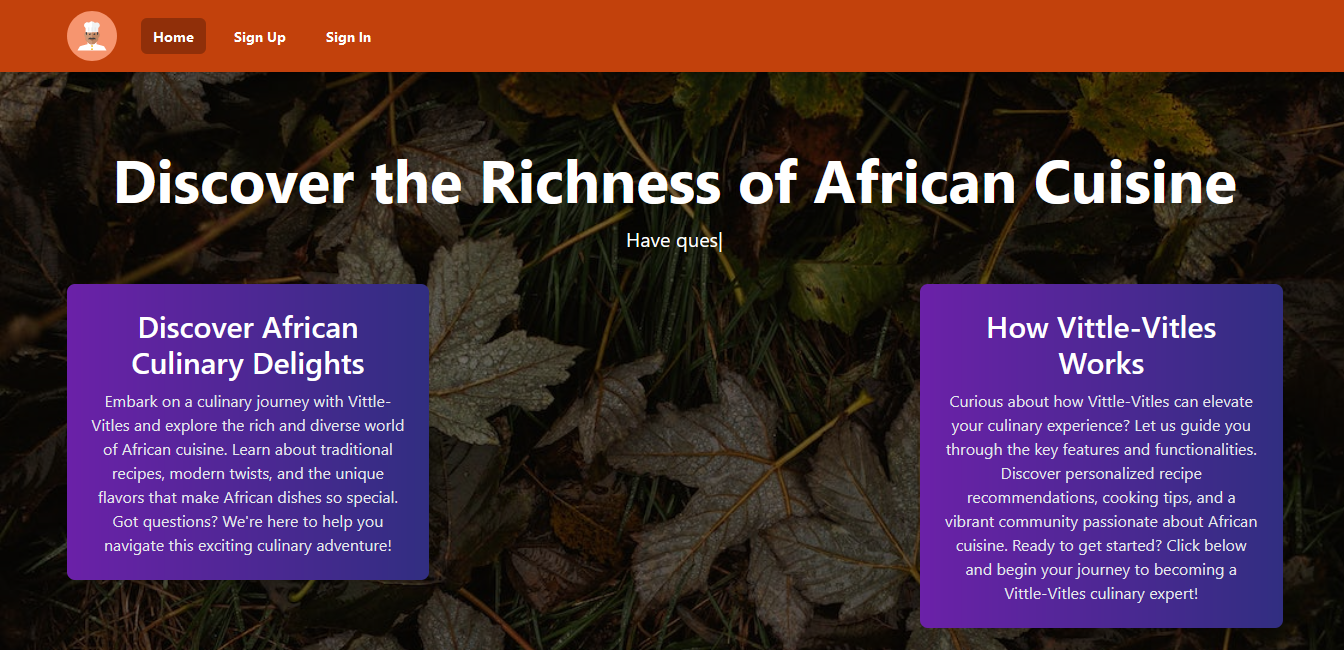 Home Sign Up Sign In
Discover the Richness of African Cuisine
Have ques|
Discover African
Culinary Delights
Embark on a culinary journey with Vittle-
Vitles and explore the rich and diverse world
of African cuisine. Learn about traditional
recipes, modern twists, and the unique
flavors that make African dishes so special.
Got questions? We're here to help you
navigate this exciting culinary adventure!
How Vittle-Vitles
Works
Curious about how Vittle-Vitles can elevate
your culinary experience? Let us guide you
through the key features and functionalities.
Discover personalized recipe
recommendations, cooking tips, and a
vibrant community passionate about African
cuisine. Ready to get started? Click below
and begin your journey to becoming a
Vittle-Vitles culinary expert!